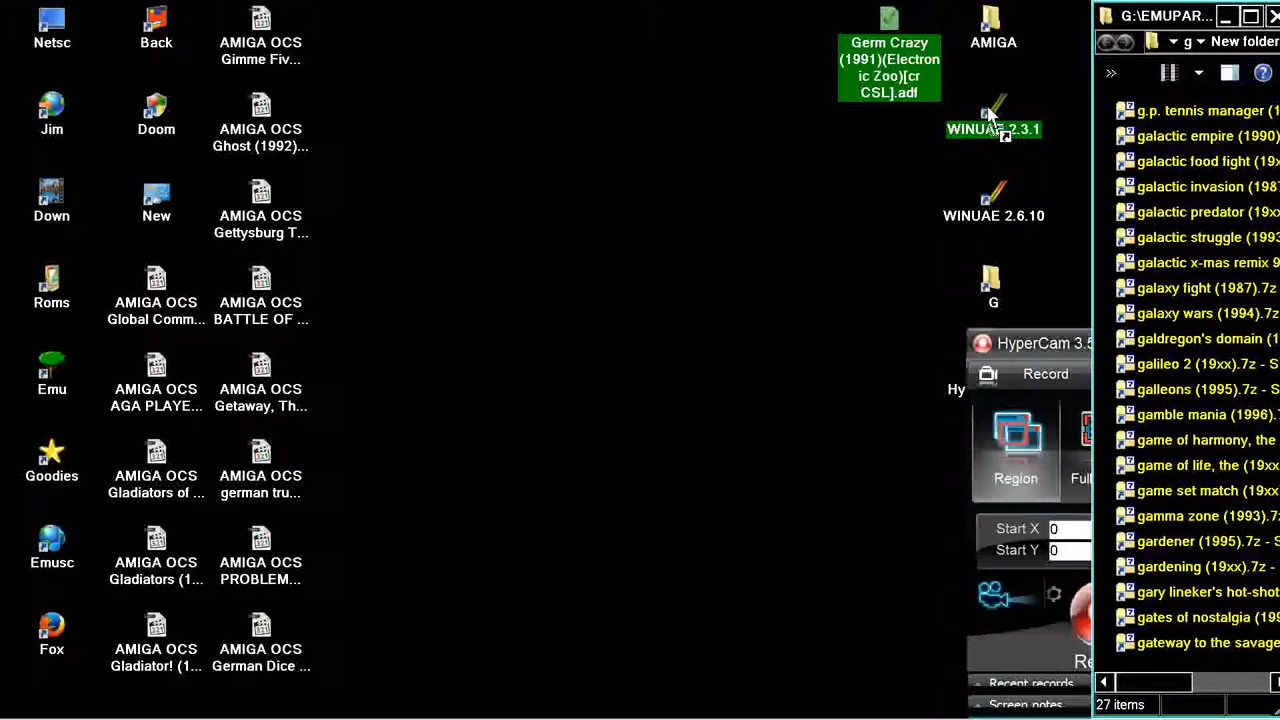 Netsc
Back
AMIGA OCS
Gimme Five...
Germ Crazy
(1991)(Electron
ic Zoo)[cr
CSL].adf
AMIGA
G:\EMUPAR...
g
New folder
Jim
Doom
AMIGA OCS
Ghost (1992)...
WINUAE 2.3.1
Down
New
AMIGA OCS
Gettysburg T...
WINUAE 2.6.10
Roms
AMIGA OCS
Global Comm...
AMIGA OCS
BATTLE OF ...
G
Emu
AMIGA OCS
AGA PLAYE...
AMIGA OCS
Getaway, Th...
Hy
Goodies
AMIGA OCS
Gladiators of ...
AMIGA OCS
german tru...
Emusc
AMIGA OCS
Gladiators (1...
AMIGA OCS
PROBLEM...
Fox
AMIGA OCS
Gladiator! (1...
AMIGA OCS
German Dice ...
HyperCam 3.5
Record
Region
Full
Start X 0
Start Y 0
Re
Recent records
Screen notes
g.p. tennis manager (1
galactic empire (1990)
galactic food fight (19x
galactic invasion (1987
galactic predator (19xx
galactic struggle (1993
galactic x-mas remix 9
galaxy fight (1987).7z
galaxy wars (1994).7z
galdregon's domain (1
galileo 2 (19xx).7z - S
galleons (1995).7z - S
gamble mania (1996).7
game of harmony, the
game of life, the (19xx
game set match (19xx)
gamma zone (1993).7z
gardener (1995).7z - S
gardening (19xx).7z -
gary lineker's hot-shot
gates of nostalgia (199
gateway to the savage
27 items